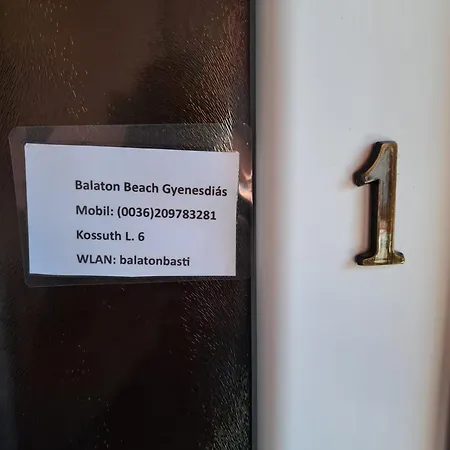 Balaton Beach Gyenesdiás
Mobil: (0036)209783281
Kossuth L. 6
WLAN: balatonbasti
1